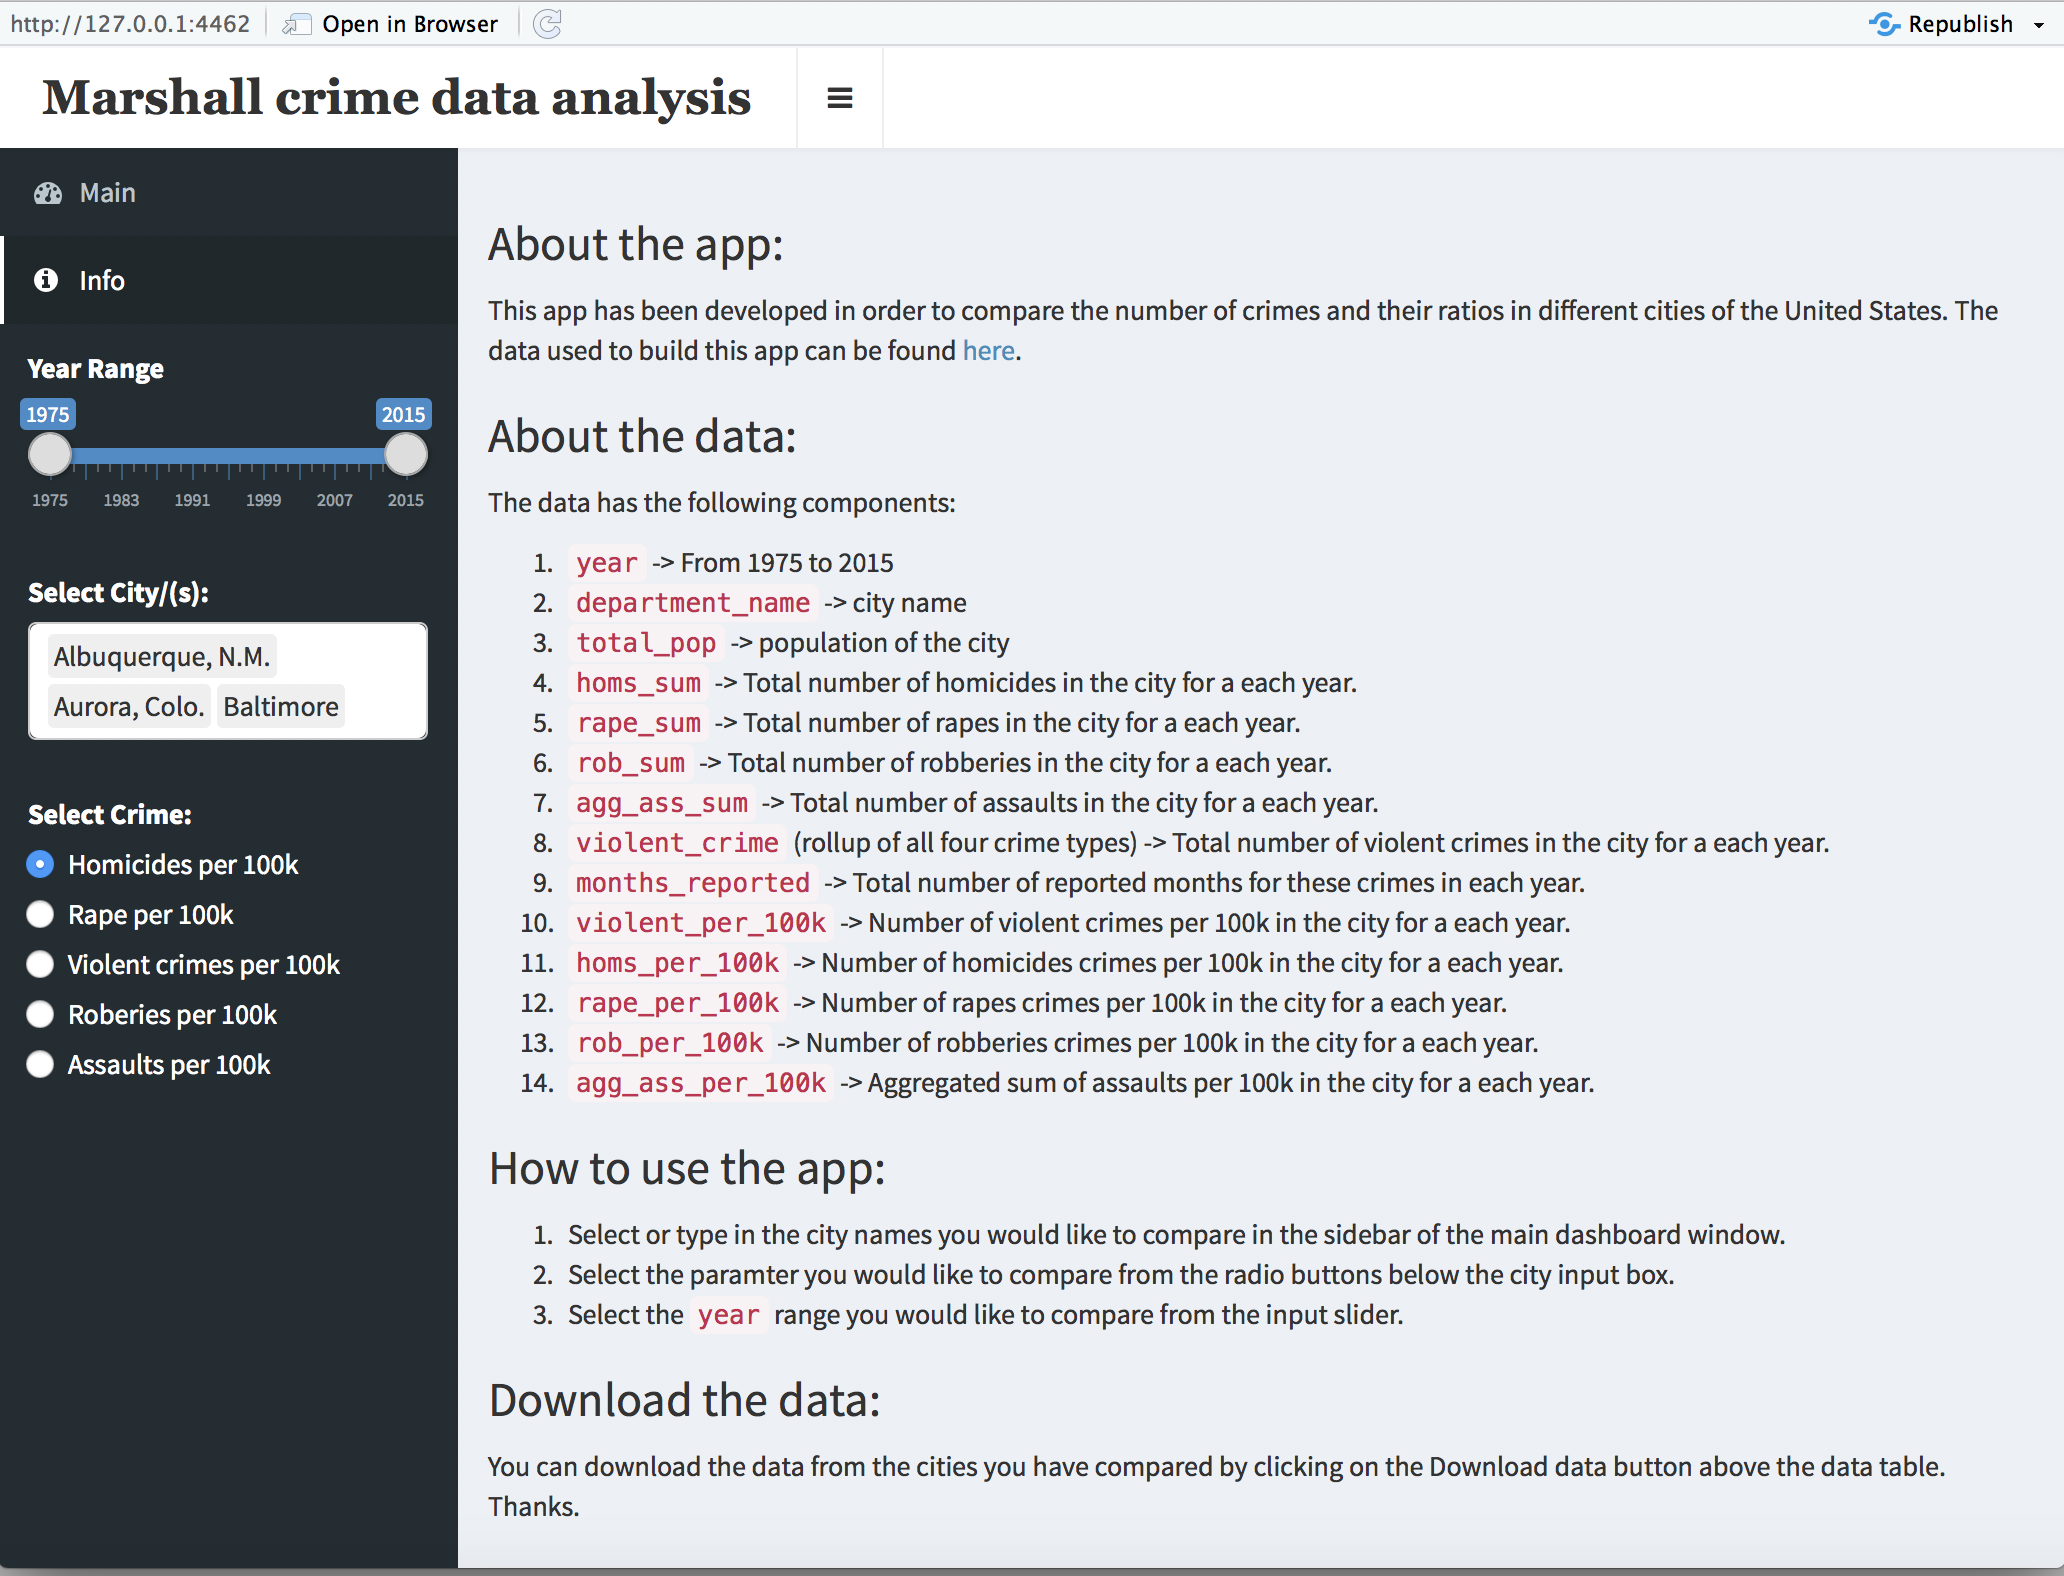 http://127.0.0.1:4462
Open in Browser
Republish
Marshall crime data analysis
Main
Info
Year Range
1975
2015
1975 1983 1991 1999 2007 2015
Select City/(s):
Albuquerque, N.M.
Aurora, Colo. Baltimore
Select Crime:
Homicides per 100k
Rape per 100k
Violent crimes per 100k
Roberies per 100k
Assaults per 100k
About the app:
This app has been developed in order to compare the number of crimes and their ratios in different cities of the United States. The
data used to build this app can be found here.
About the data:
The data has the following components:
1. year -> From 1975 to 2015
2. department_name -> city name
3. total_pop -> population of the city
4. homs_sum -> Total number of homicides in the city for a each year.
5. rape_sum -> Total number of rapes in the city for a each year.
6. rob_sum -> Total number of robberies in the city for a each year.
7. agg_ass_sum -> Total number of assaults in the city for a each year.
8. violent_crime (rollup of all four crime types) -> Total number of violent crimes in the city for a each year.
9. months_reported -> Total number of reported months for these crimes in each year.
10. violent_per_100k -> Number of violent crimes per 100k in the city for a each year.
11. homs_per_100k -> Number of homicides crimes per 100k in the city for a each year.
12. rape_per_100k -> Number of rapes crimes per 100k in the city for a each year.
13. rob_per_100k -> Number of robberies crimes per 100k in the city for a each year.
14. agg_ass_per_100k -> Aggregated sum of assaults per 100k in the city for a each year.
How to use the app:
1. Select or type in the city names you would like to compare in the sidebar of the main dashboard window.
2. Select the paramter you would like to compare from the radio buttons below the city input box.
3. Select the year range you would like to compare from the input slider.
Download the data:
You can download the data from the cities you have compared by clicking on the Download data button above the data table.
Thanks.